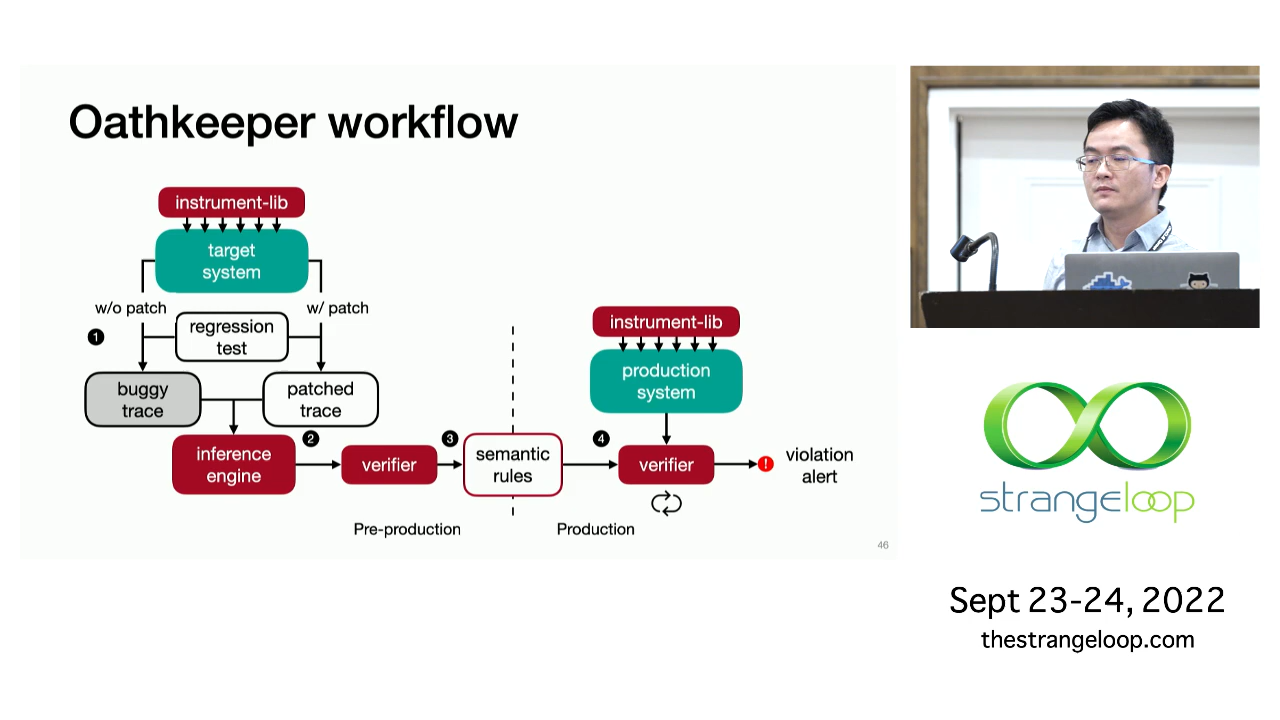 Oathkeeper workflow
instrument-lib
target
system
w/o patch
w/ patch
1
regression
test
buggy
trace
patched
trace
inference
engine
2
verifier
3
semantic
rules
Pre-production
instrument-lib
production
system
4
verifier
!
violation
alert
Production
46
strangeloop
Sept 23-24, 2022
thestrangeloop.com